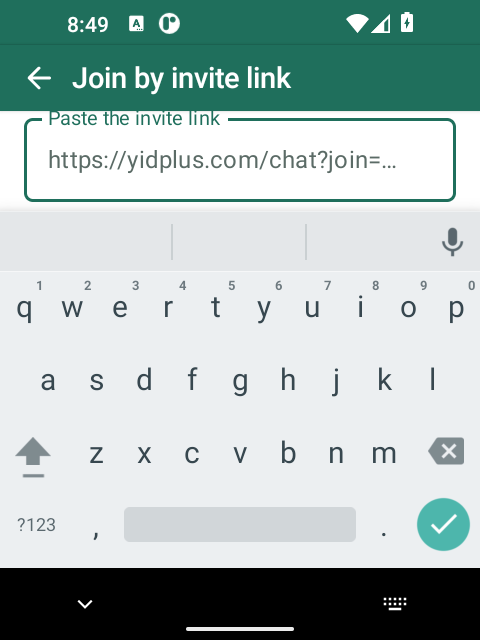 8:49
Join by invite link
Paste the invite link
https://yidplus.com/chat?join=…
1 2 3 4 5 6 7 8 9 0
q w e r t y u i o p
a s d f g h j k l
z x c v b n m
?123 , .